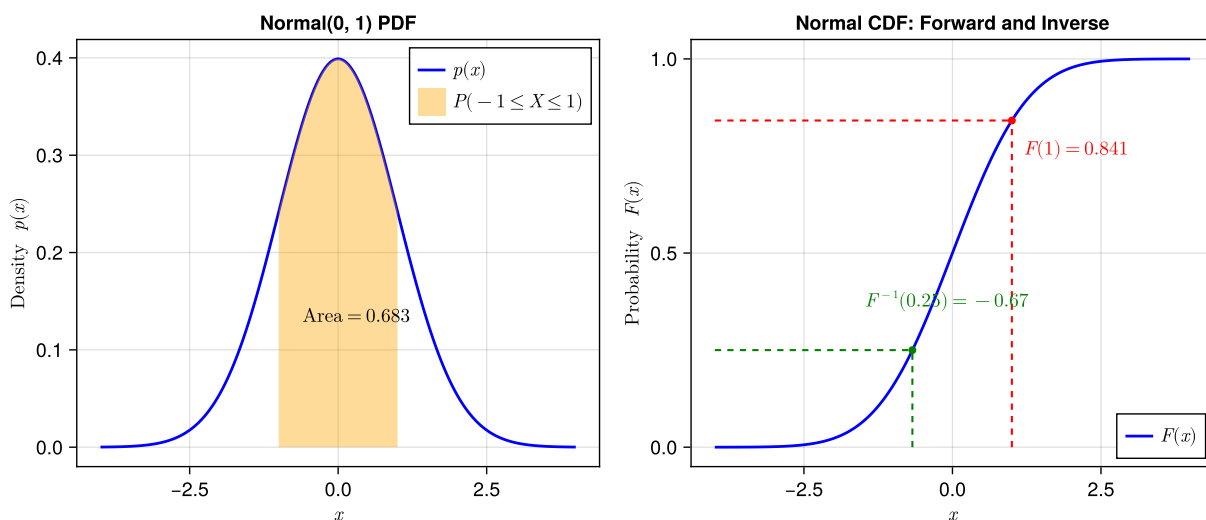 Normal(0, 1) PDF
0.4
0.3
0.2
0.1
0.0
Density p(x)
p(x)
P(−1 ≤ X ≤ 1)
Area = 0.683
−2.5
0.0
2.5
x
Normal CDF: Forward and Inverse
1.0
0.5
0.0
Probability F(x)
F(1) = 0.841
F⁻¹(0.25) = −0.67
F(x)
−2.5
0.0
2.5
x